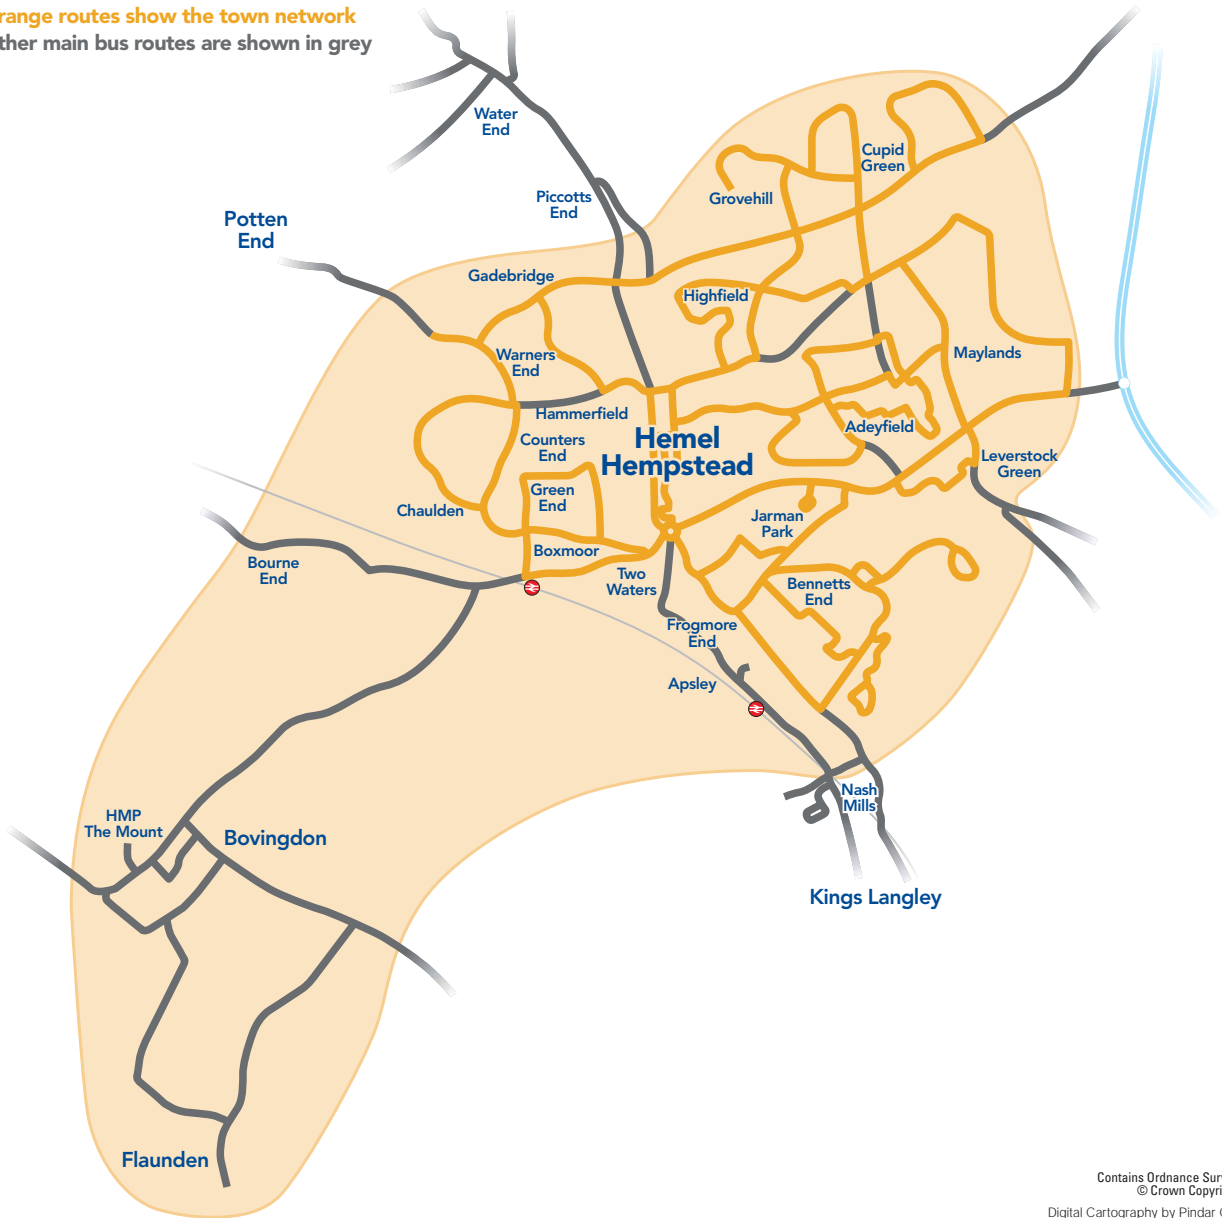 range routes show the town network
ther main bus routes are shown in grey
Water
End
Cupid
Green
Piccotts
End
Grovehill
Potten
End
Gadebridge
Highfield
Warners
End
Maylands
Hammerfield
Adeyfield
Counters
End
Hemel
Hempstead
Leverstock
Green
Green
End
Chaulden
Jarman
Park
Boxmoor
Bourne
End
Two
Waters
Bennetts
End
Frogmore
End
Apsley
Nash
Mills
HMP
The Mount
Bovingdon
Kings Langley
Flaunden
Contains Ordnance Sur
© Crown Copyri
Digital Cartography by Pindar